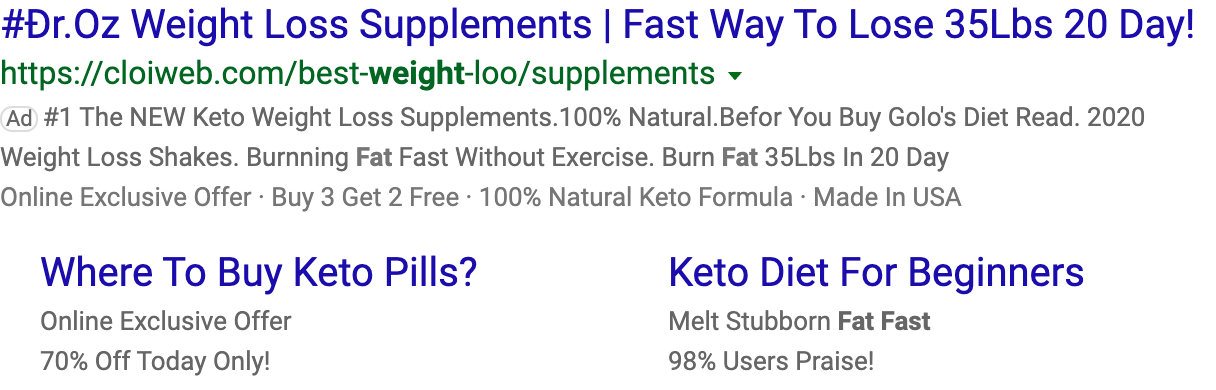 #Ðr.Oz Weight Loss Supplements | Fast Way To Lose 35Lbs 20 Day!
https://cloiweb.com/best-weight-loo/supplements
Ad #1 The NEW Keto Weight Loss Supplements.100% Natural.Befor You Buy Golo's Diet Read. 2020
Weight Loss Shakes. Burnning Fat Fast Without Exercise. Burn Fat 35Lbs In 20 Day
Online Exclusive Offer · Buy 3 Get 2 Free · 100% Natural Keto Formula · Made In USA
Where To Buy Keto Pills?
Online Exclusive Offer
70% Off Today Only!
Keto Diet For Beginners
Melt Stubborn Fat Fast
98% Users Praise!